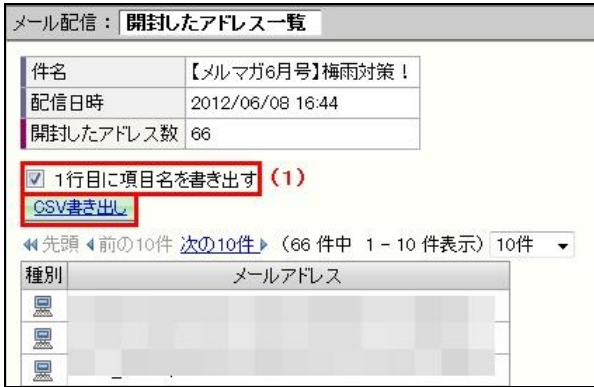 メール配信： 開封したアドレス一覧
件名 【メルマガ6月号】梅雨対策！
配信日時 2012/06/08 16:44
開封したアドレス数 66
1行目に項目名を書き出す (1)
CSV書き出し
先頭 前の10件 次の10件 (66 件中 1 - 10 件表示) 10件
種別 メールアドレス